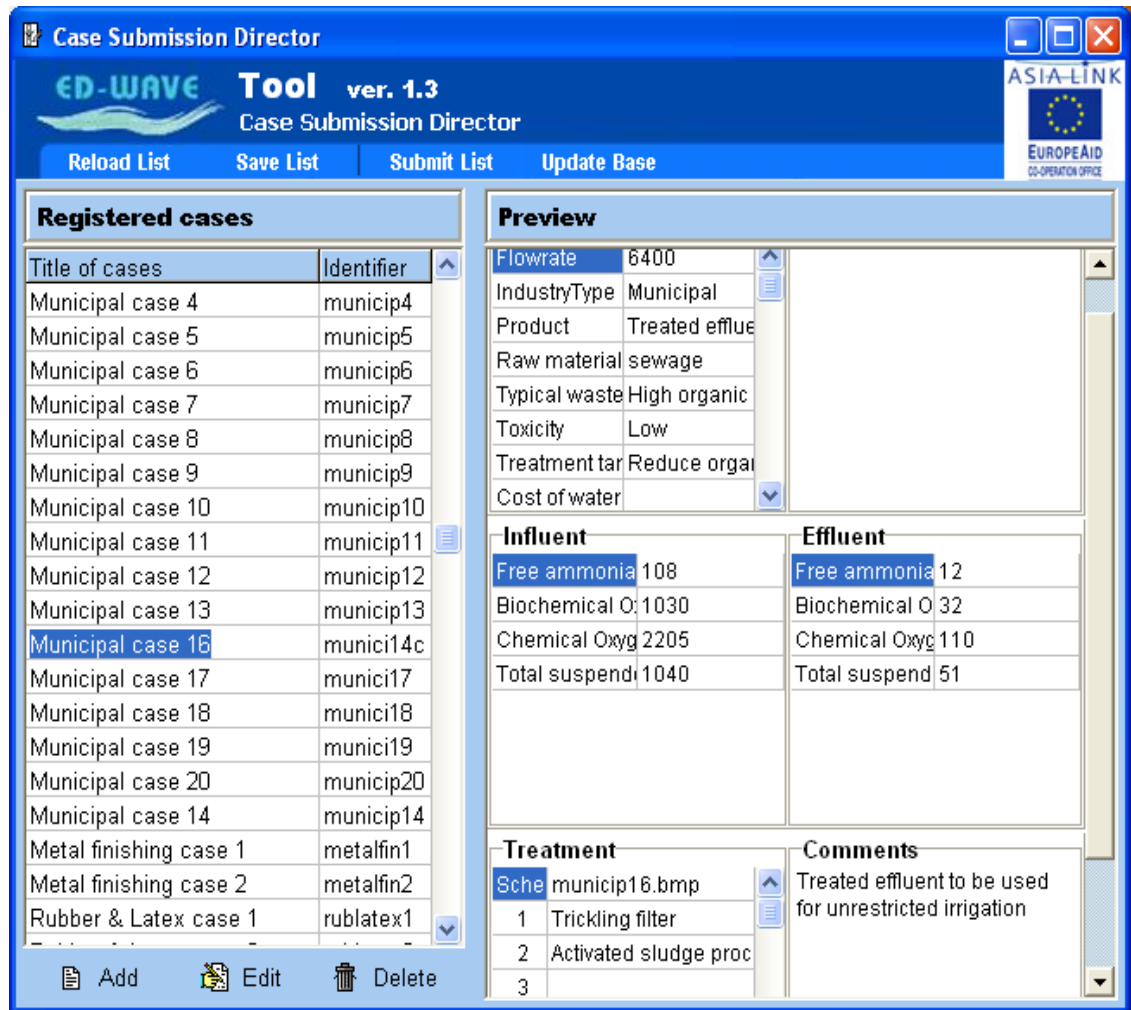 Case Submission Director
ED-WAVE Tool ver. 1.3
Case Submission Director
ASIA-LINK
EUROPEAID
CO-OPERATION OFFICE
Reload List Save List Submit List Update Base
Registered cases
Title of cases Identifier
Municipal case 4 municip4
Municipal case 5 municip5
Municipal case 6 municip6
Municipal case 7 municip7
Municipal case 8 municip8
Municipal case 9 municip9
Municipal case 10 municip10
Municipal case 11 municip11
Municipal case 12 municip12
Municipal case 13 municip13
Municipal case 16 munici14c
Municipal case 17 munici17
Municipal case 18 munici18
Municipal case 19 munici19
Municipal case 20 municip20
Municipal case 14 municip14
Metal finishing case 1 metalfin1
Metal finishing case 2 metalfin2
Rubber & Latex case 1 rublatex1
Add Edit Delete
Preview
Flowrate 6400
IndustryType Municipal
Product Treated efflue
Raw material sewage
Typical waste High organic
Toxicity Low
Treatment tar Reduce organ
Cost of water
Influent
Free ammonia 108
Biochemical O 1030
Chemical Oxyg 2205
Total suspend 1040
Effluent
Free ammonia 12
Biochemical O 32
Chemical Oxyg 110
Total suspend 51
Treatment
Sche municip16.bmp
1 Trickling filter
2 Activated sludge proc
3
Comments
Treated effluent to be used
for unrestricted irrigation